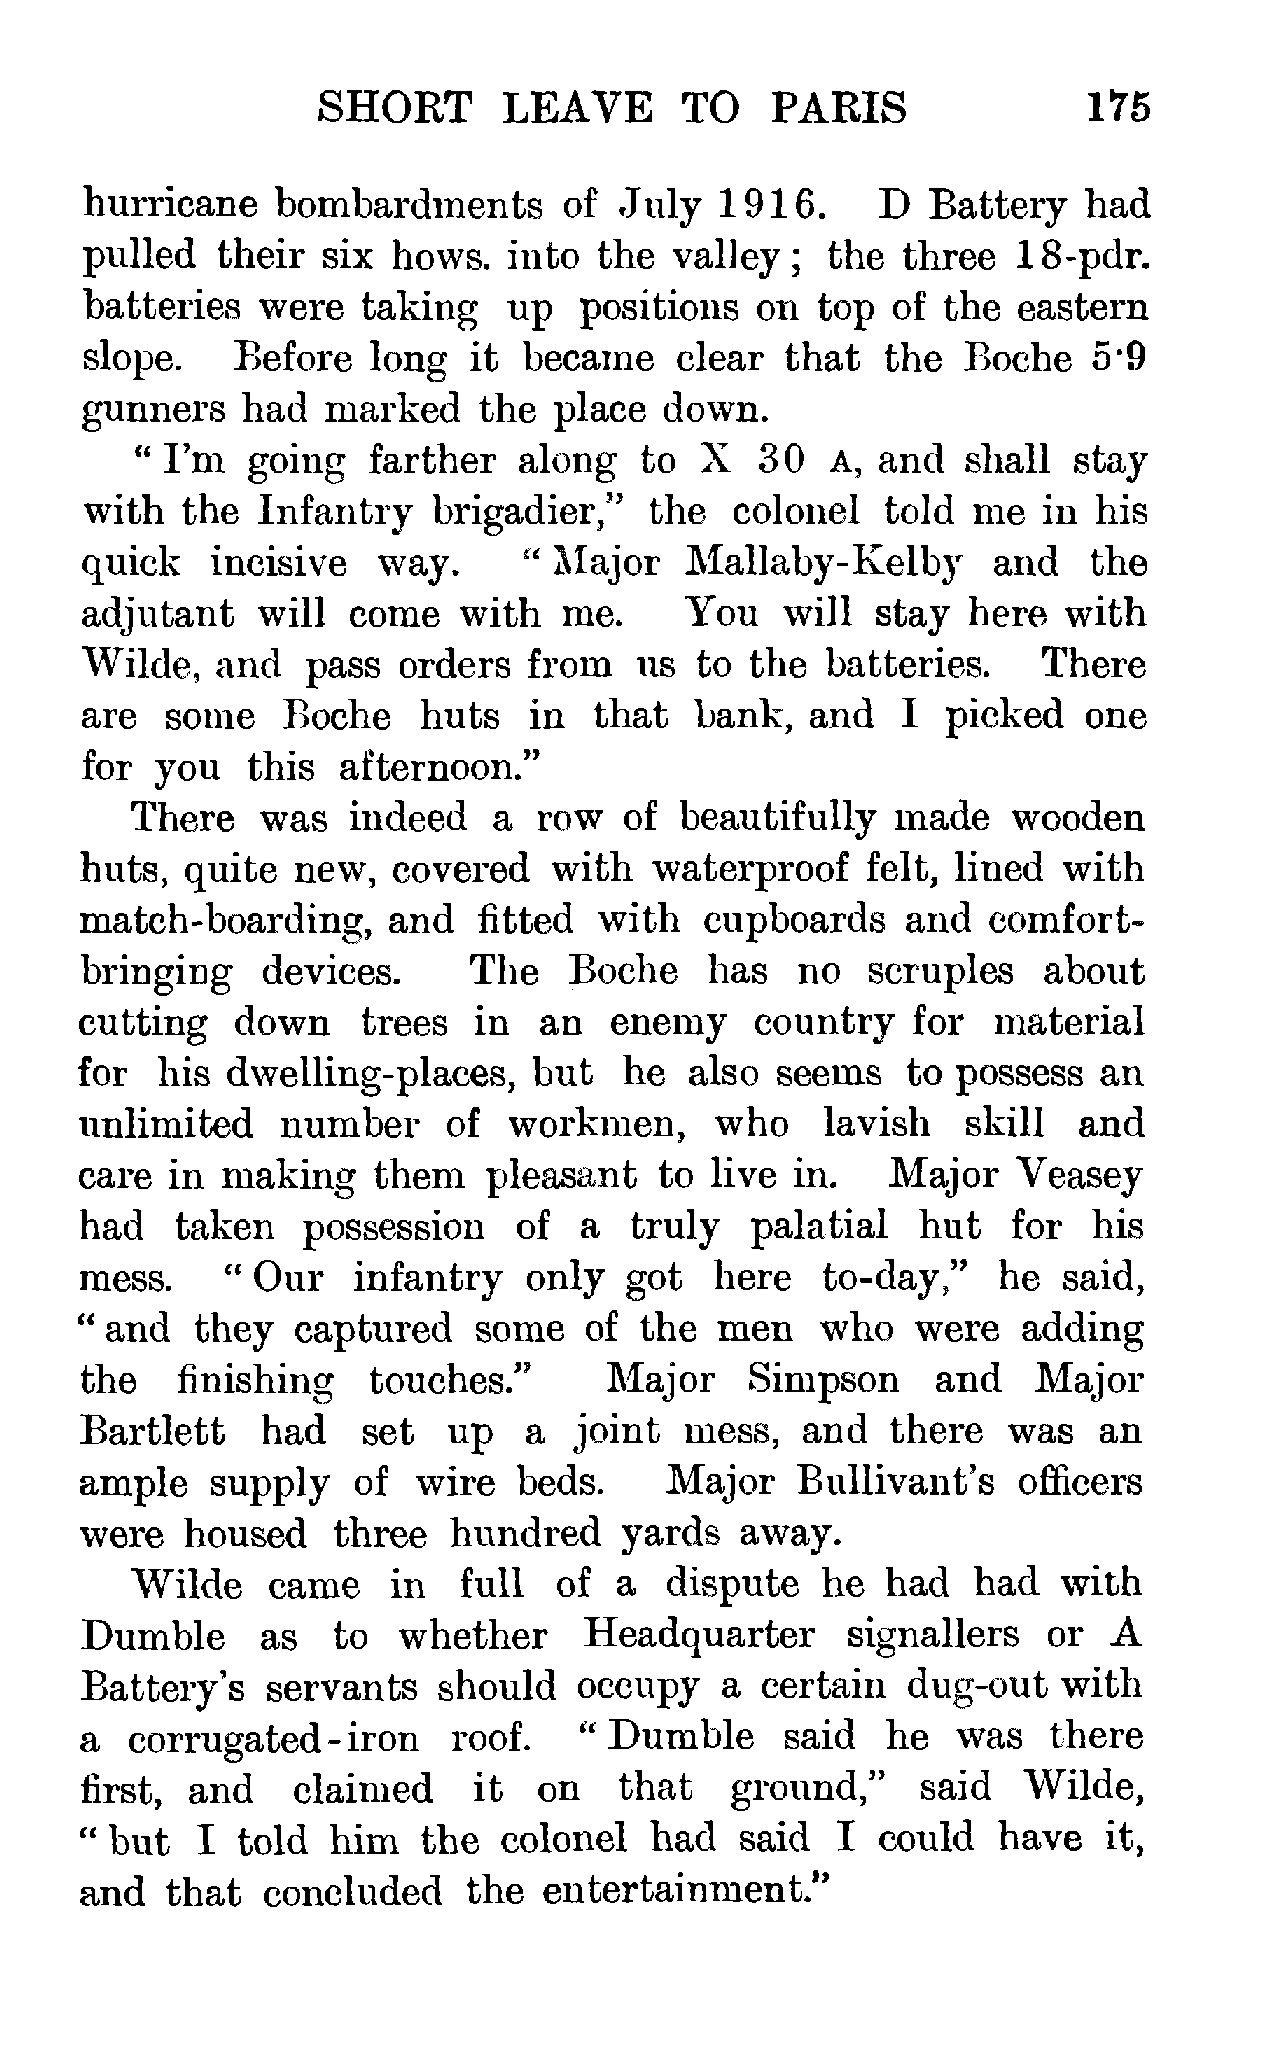 SHORT LEAVE TO PARIS 175
hurricane bombardments of July 1916. D Battery had
pulled their six hows. into the valley; the three 18-pdr.
batteries were taking up positions on top of the eastern
slope. Before long it became clear that the Boche 5·9
gunners had marked the place down.
“I’m going farther along to X 30 A, and shall stay
with the Infantry brigadier,” the colonel told me in his
quick incisive way. “Major Mallaby-Kelby and the
adjutant will come with me. You will stay here with
Wilde, and pass orders from us to the batteries. There
are some Boche huts in that bank, and I picked one
for you this afternoon.”
There was indeed a row of beautifully made wooden
huts, quite new, covered with waterproof felt, lined with
match-boarding, and fitted with cupboards and comfort-
bringing devices. The Boche has no scruples about
cutting down trees in an enemy country for material
for his dwelling-places, but he also seems to possess an
unlimited number of workmen, who lavish skill and
care in making them pleasant to live in. Major Veasey
had taken possession of a truly palatial hut for his
mess. “Our infantry only got here to-day,” he said,
“and they captured some of the men who were adding
the finishing touches.” Major Simpson and Major
Bartlett had set up a joint mess, and there was an
ample supply of wire beds. Major Bullivant’s officers
were housed three hundred yards away.
Wilde came in full of a dispute he had had with
Dumble as to whether Headquarter signallers or A
Battery’s servants should occupy a certain dug-out with
a corrugated-iron roof. “Dumble said he was there
first, and claimed it on that ground,” said Wilde,
“but I told him the colonel had said I could have it,
and that concluded the entertainment.”